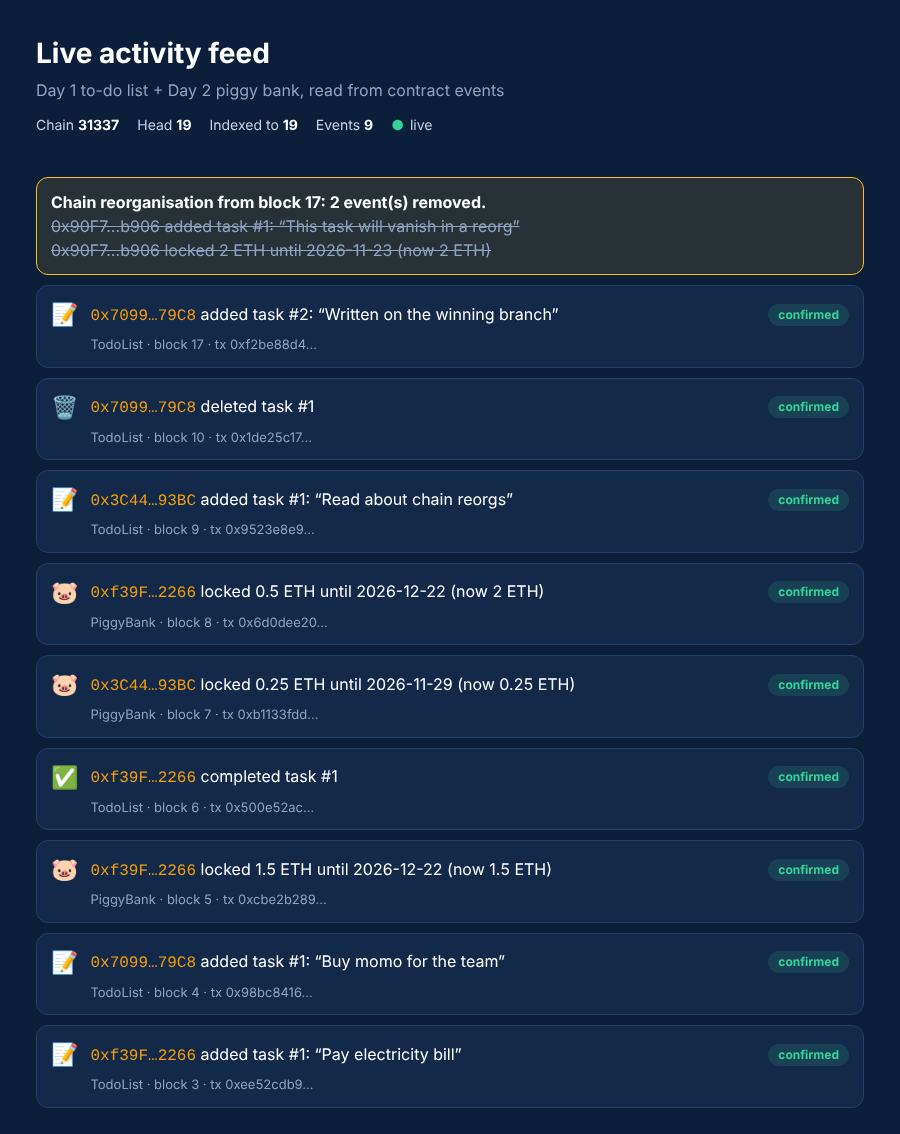 Live activity feed
Day 1 to-do list + Day 2 piggy bank, read from contract events
Chain 31337 Head 19 Indexed to 19 Events 9 live
Chain reorganisation from block 17: 2 event(s) removed.
0x90F7…b906 added task #1: “This task will vanish in a reorg”
0x90F7…b906 locked 2 ETH until 2026-11-23 (now 2 ETH)
0x7099…79C8 added task #2: “Written on the winning branch” confirmed
TodoList · block 17 · tx 0xf2be88d4…
0x7099…79C8 deleted task #1 confirmed
TodoList · block 10 · tx 0x1de25c17…
0x3C44…93BC added task #1: “Read about chain reorgs” confirmed
TodoList · block 9 · tx 0x9523e8e9…
0xf39F…2266 locked 0.5 ETH until 2026-12-22 (now 2 ETH) confirmed
PiggyBank · block 8 · tx 0x6d0dee20…
0x3C44…93BC locked 0.25 ETH until 2026-11-29 (now 0.25 ETH) confirmed
PiggyBank · block 7 · tx 0xb1133fdd…
0xf39F…2266 completed task #1 confirmed
TodoList · block 6 · tx 0x500e52ac…
0xf39F…2266 locked 1.5 ETH until 2026-12-22 (now 1.5 ETH) confirmed
PiggyBank · block 5 · tx 0xcbe2b289…
0x7099…79C8 added task #1: “Buy momo for the team” confirmed
TodoList · block 4 · tx 0x98bc8416…
0xf39F…2266 added task #1: “Pay electricity bill” confirmed
TodoList · block 3 · tx 0xee52cdb9…